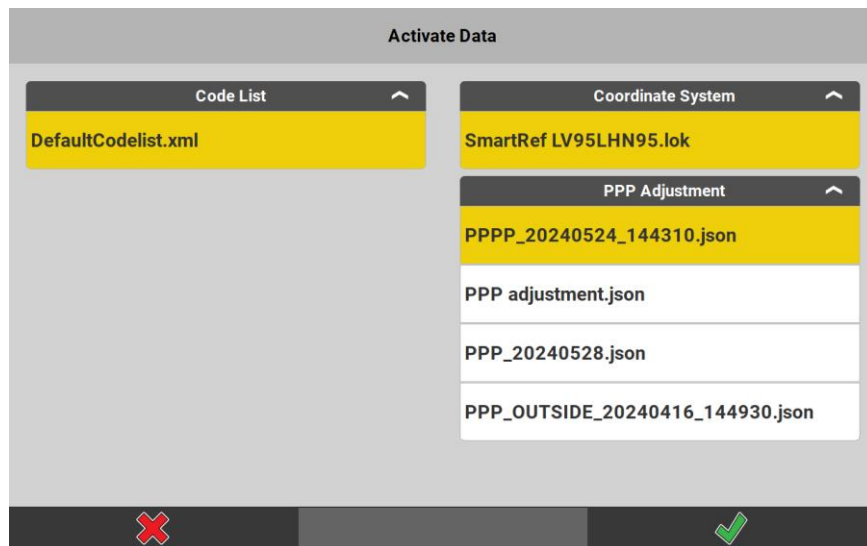 Activate Data
Code List
DefaultCodelist.xml
Coordinate System
SmartRef LV95LHN95.lok
PPP Adjustment
PPPP_20240524_144310.json
PPP adjustment.json
PPP_20240528.json
PPP_OUTSIDE_20240416_144930.json